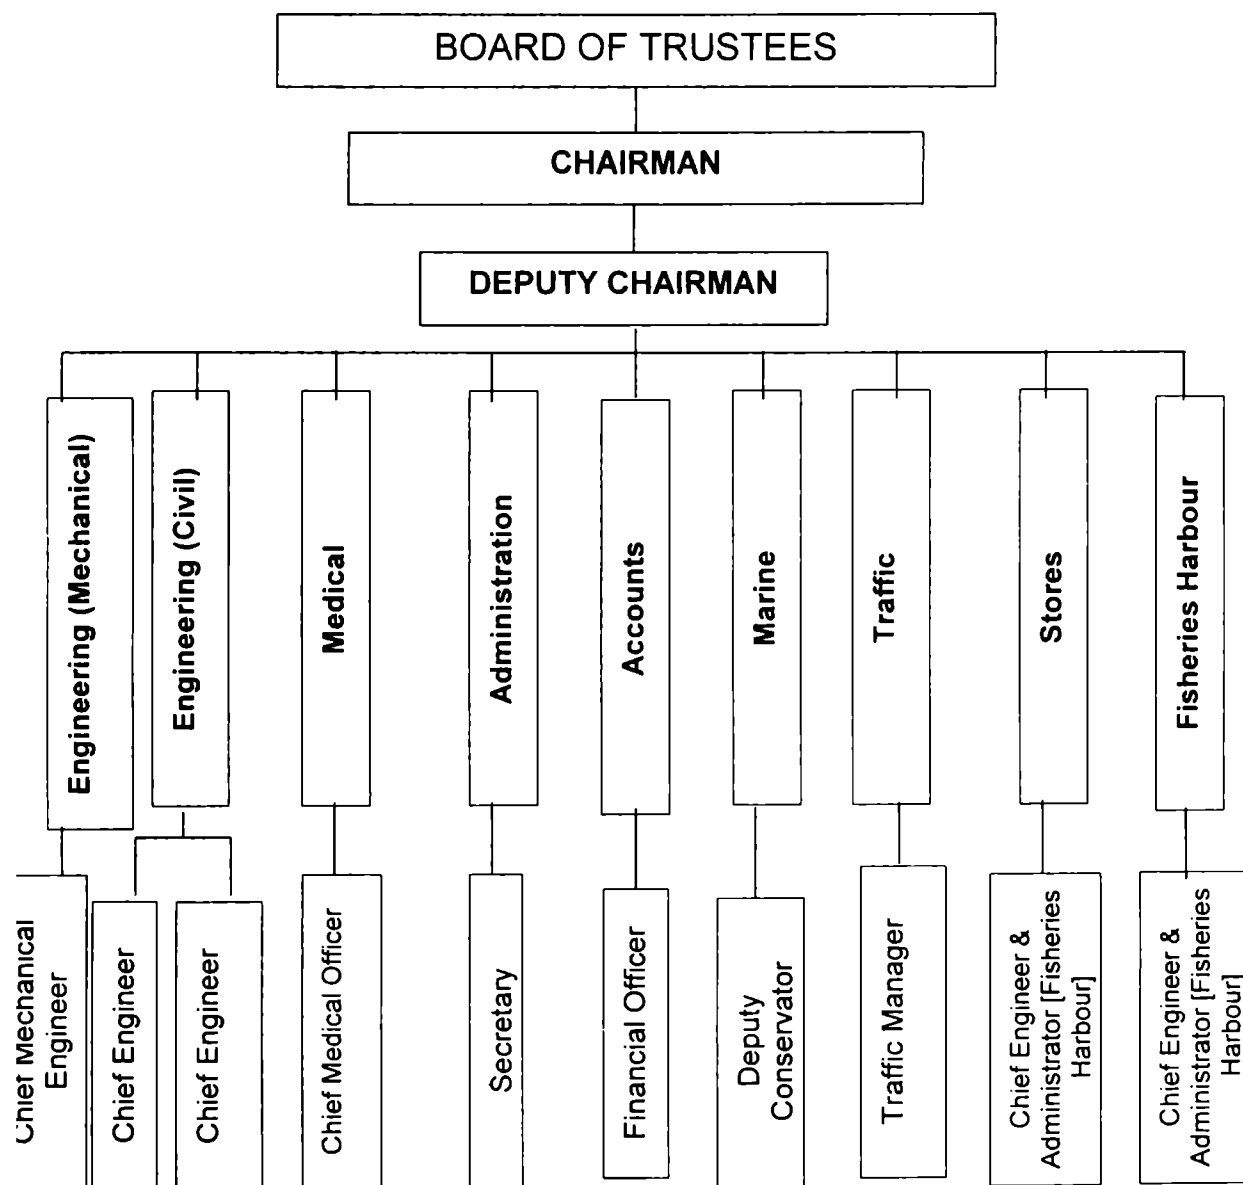 BOARD OF TRUSTEES
CHAIRMAN
DEPUTY CHAIRMAN
Engineering (Mechanical)
Engineering (Civil)
Medical
Administration
Accounts
Marine
Traffic
Stores
Fisheries Harbour
Chief Mechanical
Engineer
Chief Engineer
Chief Engineer
Chief Medical Officer
Secretary
Financial Officer
Deputy
Conservator
Traffic Manager
Chief Engineer &
Administrator [Fisheries
Harbour]
Chief Engineer &
Administrator [Fisheries
Harbour]